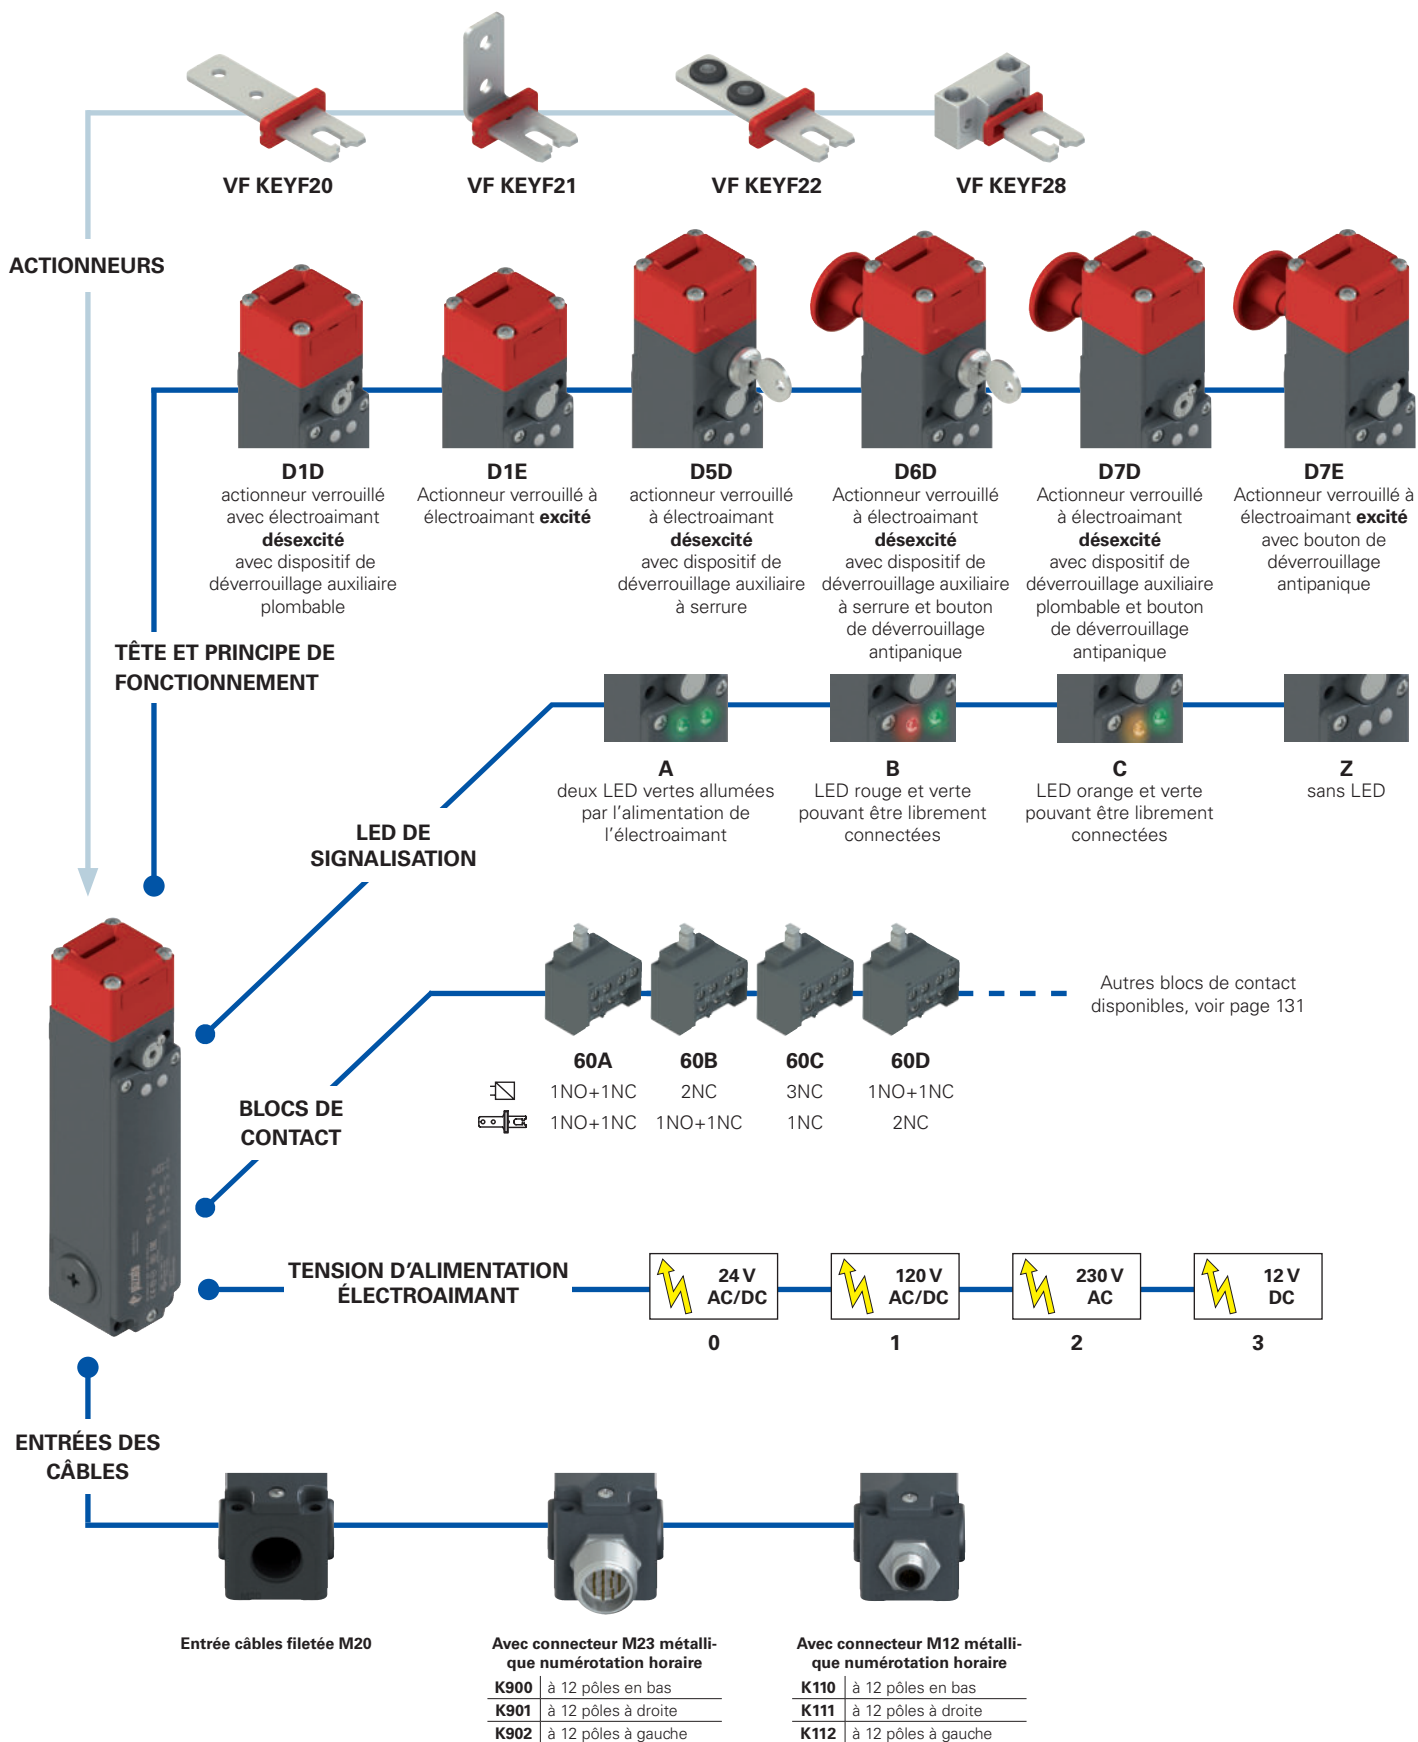 VF KEYF20
VF KEYF21
VF KEYF22
VF KEYF28
ACTIONNEURS
D1D
actionneur verrouillé
avec électroaimant
désexcité
avec dispositif de
déverrouillage auxiliaire
plombable
D1E
Actionneur verrouillé à
électroaimant excité
D5D
actionneur verrouillé
à électroaimant
désexcité
avec dispositif de
déverrouillage auxiliaire
à serrure
D6D
Actionneur verrouillé
à électroaimant
désexcité
avec dispositif de
déverrouillage auxiliaire
à serrure et bouton
de déverrouillage
antipanique
D7D
Actionneur verrouillé
à électroaimant
désexcité
avec dispositif de
déverrouillage auxiliaire
plombable et bouton
de déverrouillage
antipanique
D7E
Actionneur verrouillé à
électroaimant excité
avec bouton de
déverrouillage
antipanique
TÊTE ET PRINCIPE DE
FONCTIONNEMENT
A
deux LED vertes allumées
par l'alimentation de
l'électroaimant
B
LED rouge et verte
pouvant être librement
connectées
C
LED orange et verte
pouvant être librement
connectées
Z
sans LED
LED DE
SIGNALISATION
Autres blocs de contact
disponibles, voir page 131
60A
60B
60C
60D
1NO+1NC
2NC
3NC
1NO+1NC
1NO+1NC
1NO+1NC
1NC
2NC
BLOCS DE
CONTACT
TENSION D'ALIMENTATION
ÉLECTROAIMANT
24 V
AC/DC
0
120 V
AC/DC
1
230 V
AC
2
12 V
DC
3
ENTRÉES DES
CÂBLES
Entrée câbles filetée M20
Avec connecteur M23 métalli-
que numérotation horaire
K900 à 12 pôles en bas
K901 à 12 pôles à droite
K902 à 12 pôles à gauche
Avec connecteur M12 métalli-
que numérotation horaire
K110 à 12 pôles en bas
K111 à 12 pôles à droite
K112 à 12 pôles à gauche